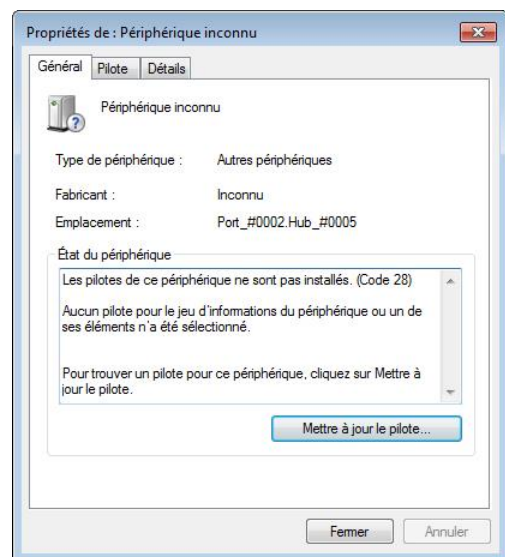 Propriétés de : Périphérique inconnu
Général Pilote Détails
Périphérique inconnu
Type de périphérique : Autres périphériques
Fabricant : Inconnu
Emplacement : Port_#0002.Hub_#0005
État du périphérique
Les pilotes de ce périphérique ne sont pas installés. (Code 28)
Aucun pilote pour le jeu d'informations du périphérique ou un de
ses éléments n'a été sélectionné.
Pour trouver un pilote pour ce périphérique, cliquez sur Mettre à
jour le pilote.
Mettre à jour le pilote...
Fermer Annuler